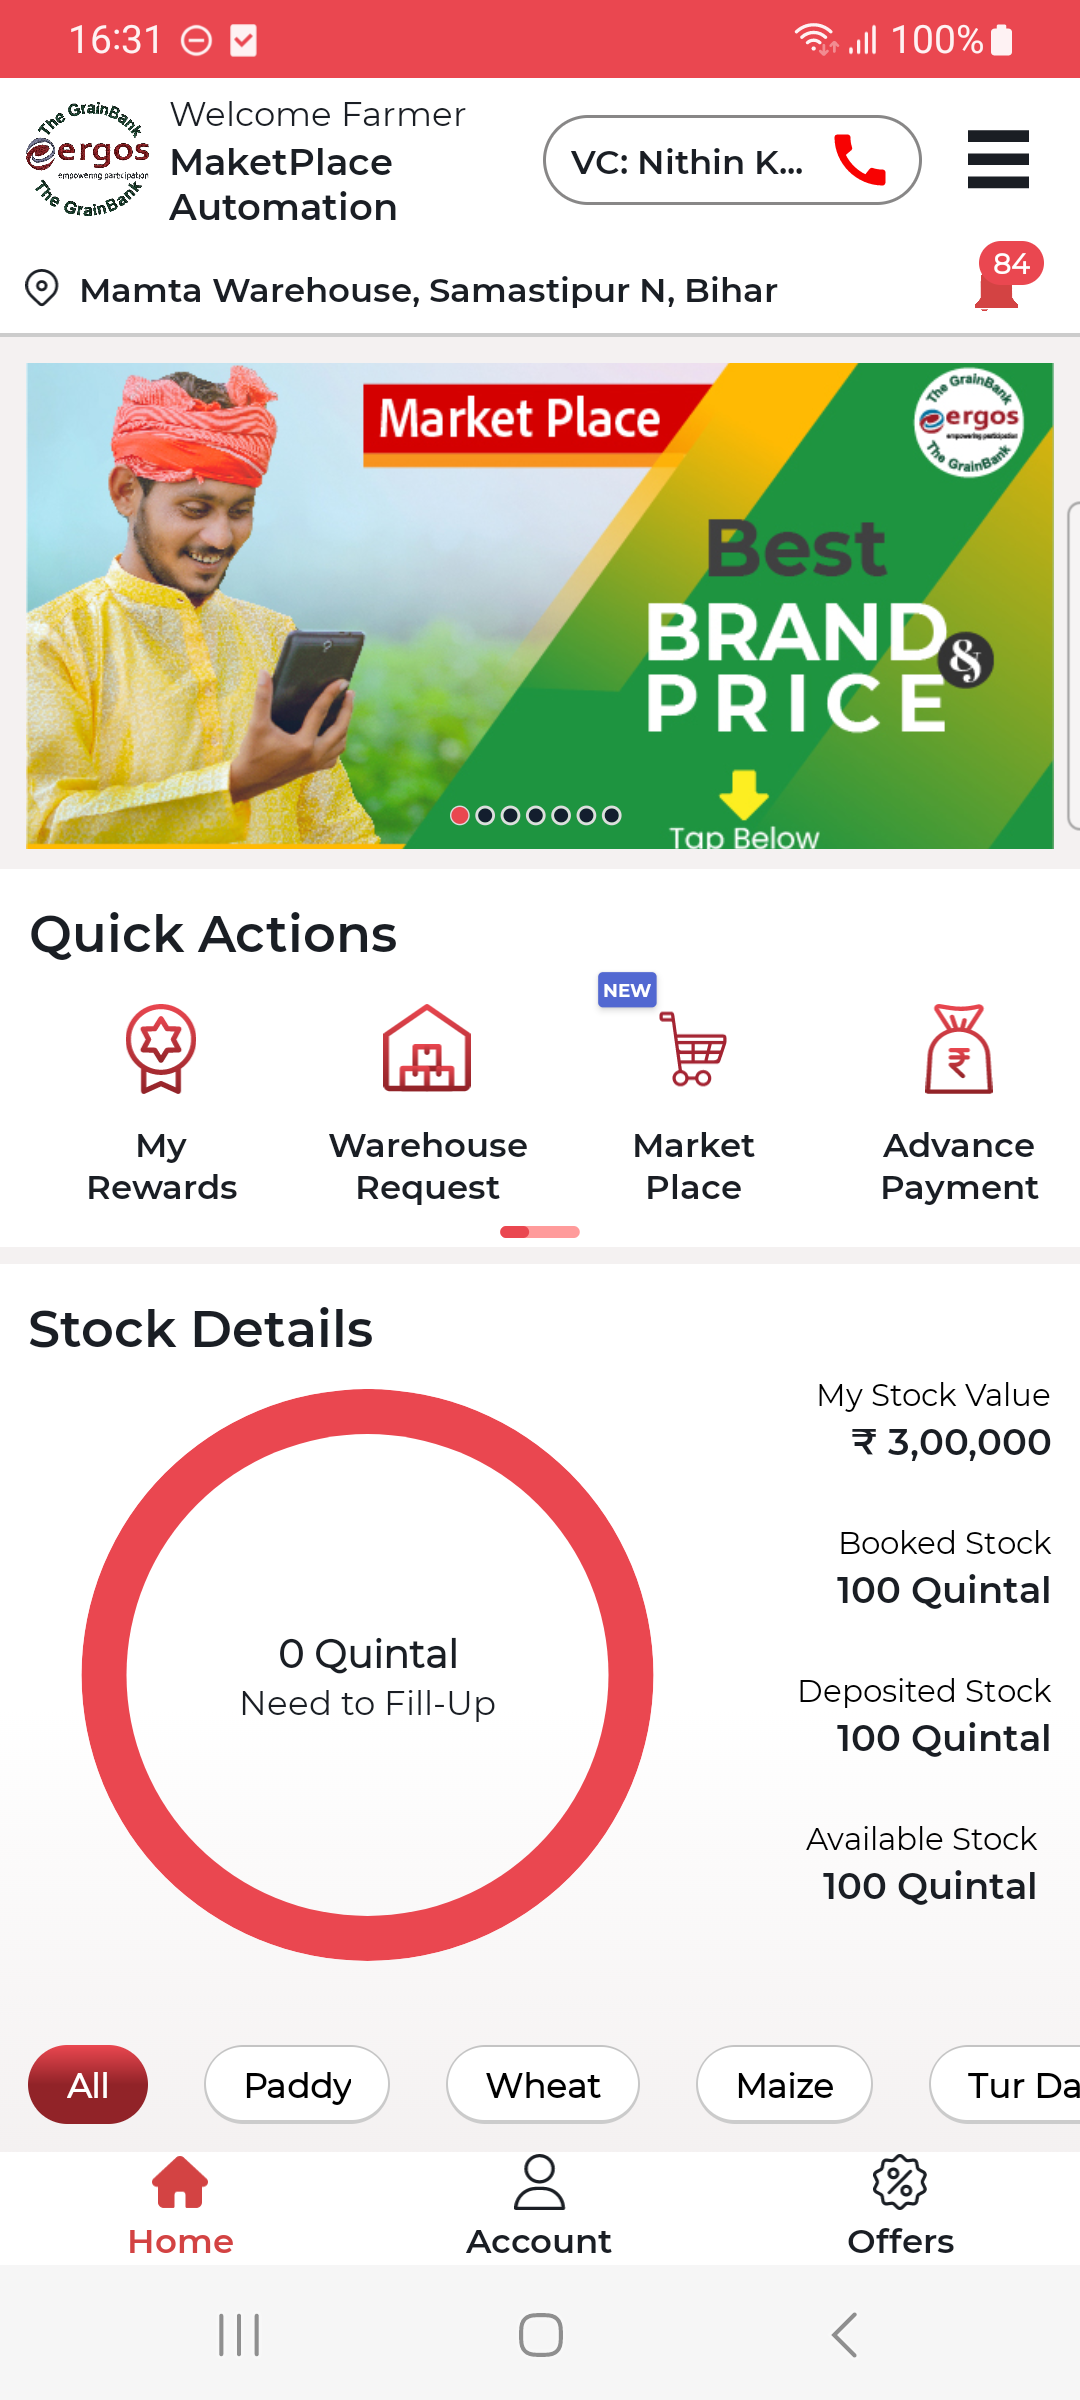 16:31
100%
The GrainBank
ergos
empowering participation
The GrainBank
Welcome Farmer
MaketPlace
Automation
VC: Nithin K...
Mamta Warehouse, Samastipur N, Bihar
84
Market Place
The GrainBank
ergos
empowering participation
The GrainBank
Best
BRAND
&
PRICE
Tap Below
Quick Actions
NEW
My
Rewards
Warehouse
Request
Market
Place
₹
Advance
Payment
Stock Details
My Stock Value
₹ 3,00,000
Booked Stock
100 Quintal
0 Quintal
Need to Fill-Up
Deposited Stock
100 Quintal
Available Stock
100 Quintal
All
Paddy
Wheat
Maize
Tur Da
Home
Account
Offers